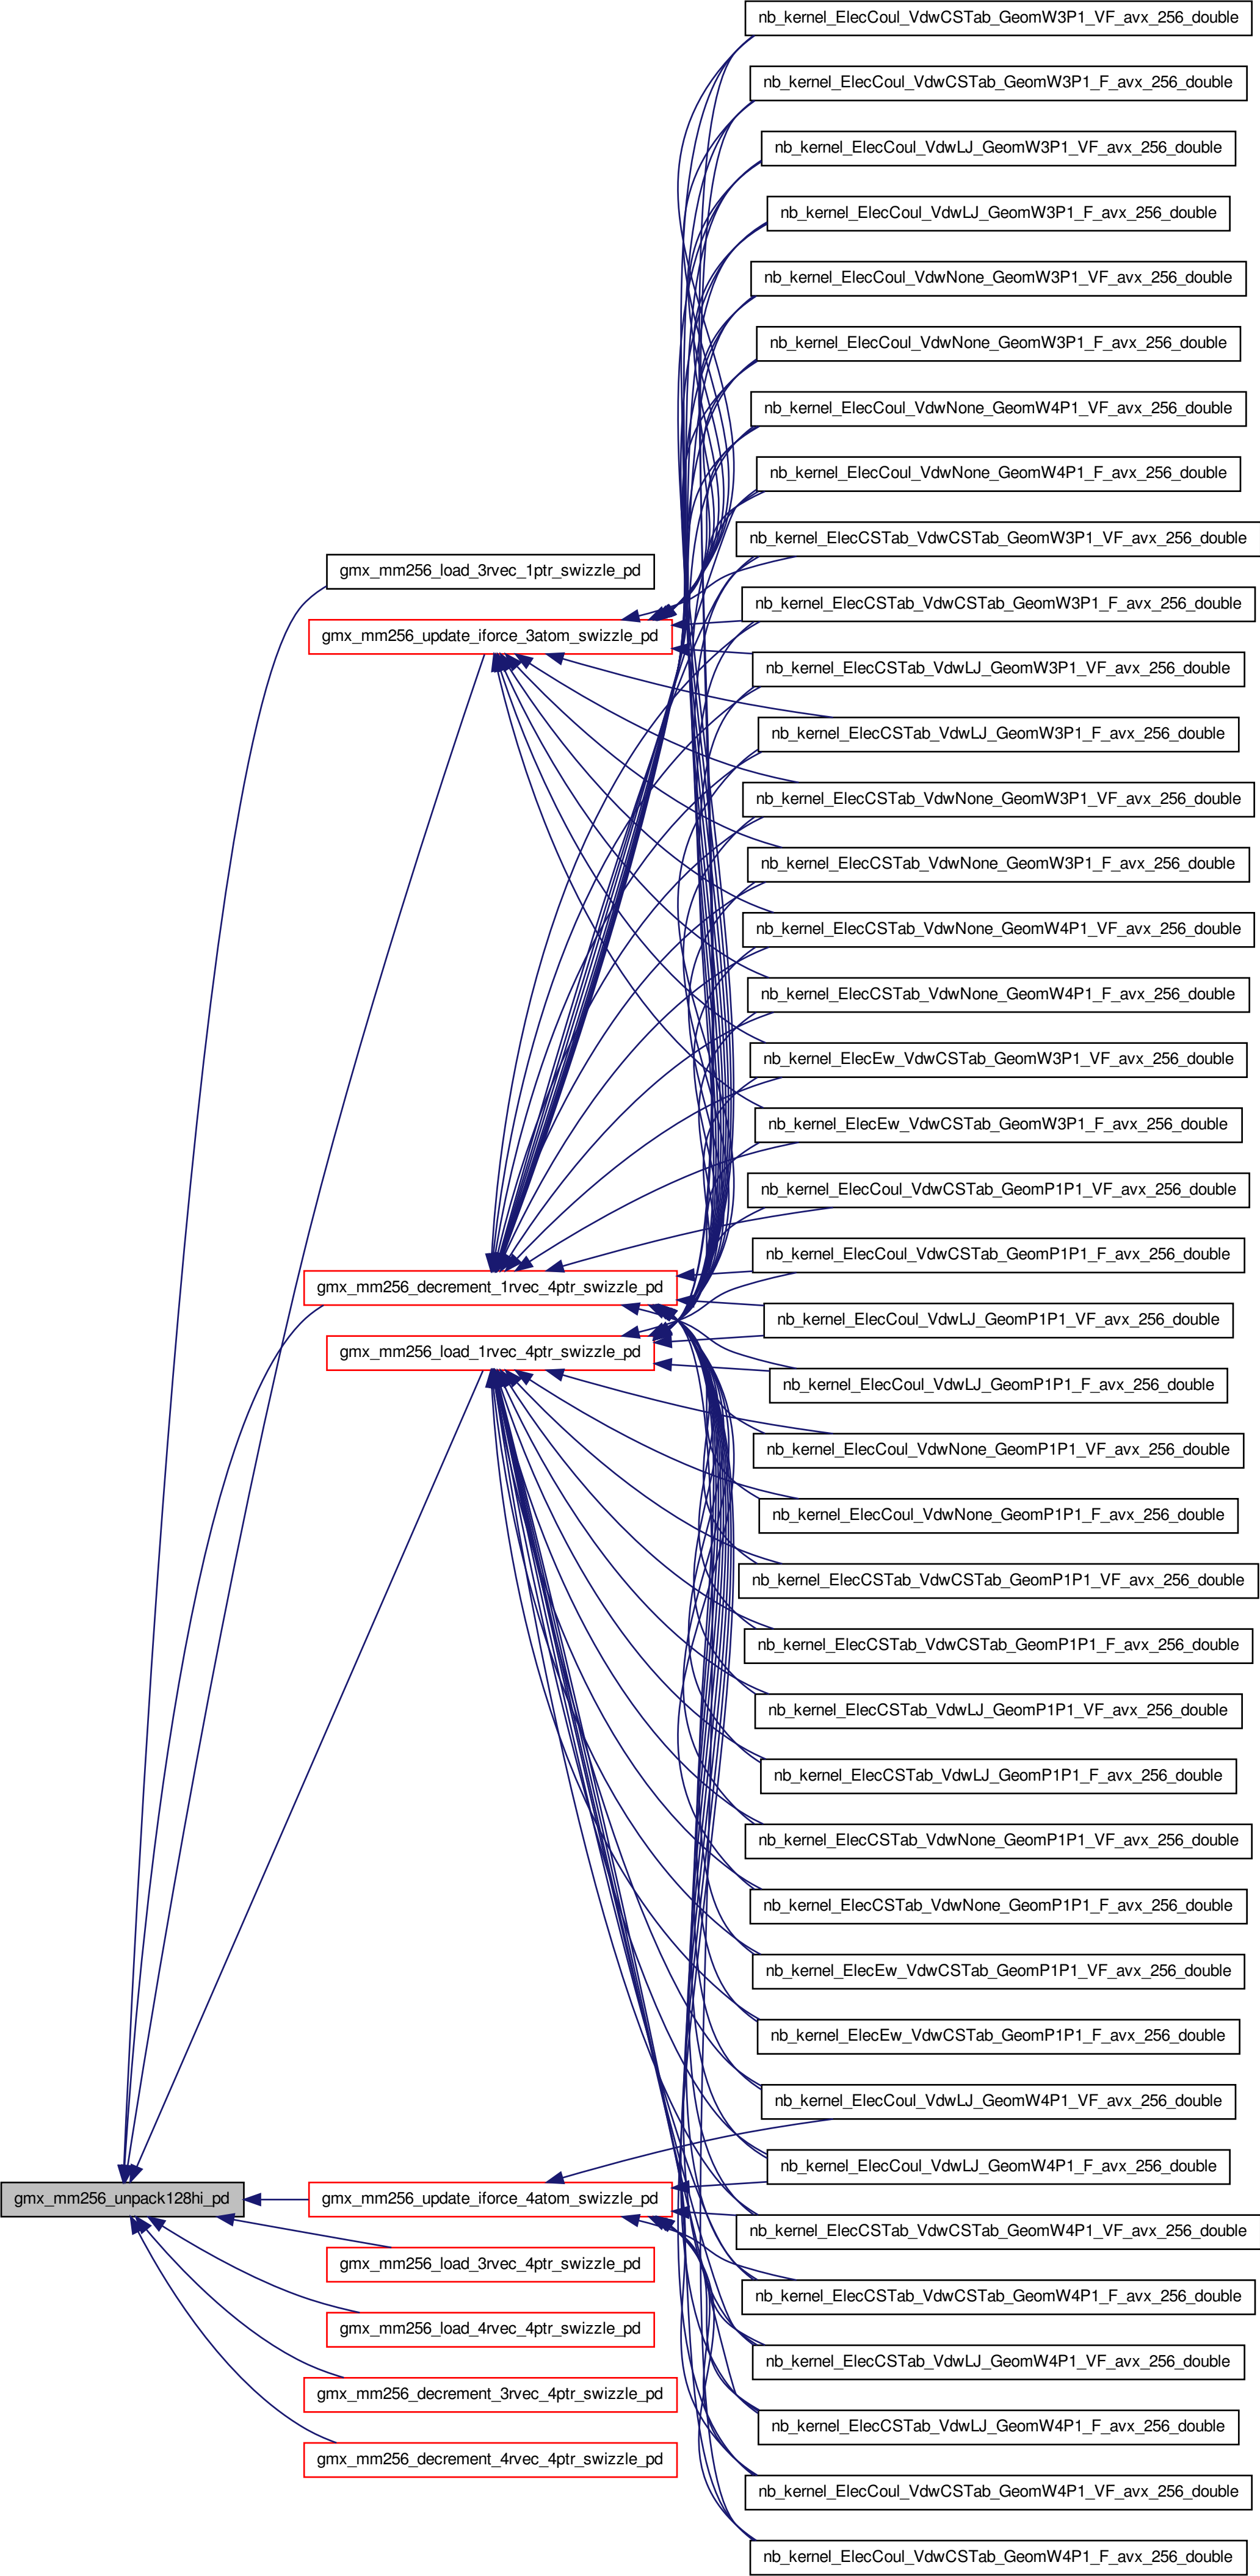 nb_kernel_ElecCoul_VdwCSTab_GeomW3P1_VF_avx_256_double
nb_kernel_ElecCoul_VdwCSTab_GeomW3P1_F_avx_256_double
nb_kernel_ElecCoul_VdwLJ_GeomW3P1_VF_avx_256_double
nb_kernel_ElecCoul_VdwLJ_GeomW3P1_F_avx_256_double
nb_kernel_ElecCoul_VdwNone_GeomW3P1_VF_avx_256_double
nb_kernel_ElecCoul_VdwNone_GeomW3P1_F_avx_256_double
nb_kernel_ElecCoul_VdwNone_GeomW4P1_VF_avx_256_double
nb_kernel_ElecCoul_VdwNone_GeomW4P1_F_avx_256_double
nb_kernel_ElecCSTab_VdwCSTab_GeomW3P1_VF_avx_256_double
gmx_mm256_load_3rvec_1ptr_swizzle_pd
nb_kernel_ElecCSTab_VdwCSTab_GeomW3P1_F_avx_256_double
gmx_mm256_update_iforce_3atom_swizzle_pd
nb_kernel_ElecCSTab_VdwLJ_GeomW3P1_VF_avx_256_double
nb_kernel_ElecCSTab_VdwLJ_GeomW3P1_F_avx_256_double
nb_kernel_ElecCSTab_VdwNone_GeomW3P1_VF_avx_256_double
nb_kernel_ElecCSTab_VdwNone_GeomW3P1_F_avx_256_double
nb_kernel_ElecCSTab_VdwNone_GeomW4P1_VF_avx_256_double
nb_kernel_ElecCSTab_VdwNone_GeomW4P1_F_avx_256_double
nb_kernel_ElecEw_VdwCSTab_GeomW3P1_VF_avx_256_double
nb_kernel_ElecEw_VdwCSTab_GeomW3P1_F_avx_256_double
nb_kernel_ElecCoul_VdwCSTab_GeomP1P1_VF_avx_256_double
nb_kernel_ElecCoul_VdwCSTab_GeomP1P1_F_avx_256_double
gmx_mm256_decrement_1rvec_4ptr_swizzle_pd
nb_kernel_ElecCoul_VdwLJ_GeomP1P1_VF_avx_256_double
gmx_mm256_load_1rvec_4ptr_swizzle_pd
nb_kernel_ElecCoul_VdwLJ_GeomP1P1_F_avx_256_double
nb_kernel_ElecCoul_VdwNone_GeomP1P1_VF_avx_256_double
nb_kernel_ElecCoul_VdwNone_GeomP1P1_F_avx_256_double
nb_kernel_ElecCSTab_VdwCSTab_GeomP1P1_VF_avx_256_double
nb_kernel_ElecCSTab_VdwCSTab_GeomP1P1_F_avx_256_double
nb_kernel_ElecCSTab_VdwLJ_GeomP1P1_VF_avx_256_double
nb_kernel_ElecCSTab_VdwLJ_GeomP1P1_F_avx_256_double
nb_kernel_ElecCSTab_VdwNone_GeomP1P1_VF_avx_256_double
nb_kernel_ElecCSTab_VdwNone_GeomP1P1_F_avx_256_double
nb_kernel_ElecEw_VdwCSTab_GeomP1P1_VF_avx_256_double
nb_kernel_ElecEw_VdwCSTab_GeomP1P1_F_avx_256_double
nb_kernel_ElecCoul_VdwLJ_GeomW4P1_VF_avx_256_double
nb_kernel_ElecCoul_VdwLJ_GeomW4P1_F_avx_256_double
gmx_mm256_unpack128hi_pd
gmx_mm256_update_iforce_4atom_swizzle_pd
nb_kernel_ElecCSTab_VdwCSTab_GeomW4P1_VF_avx_256_double
gmx_mm256_load_3rvec_4ptr_swizzle_pd
nb_kernel_ElecCSTab_VdwCSTab_GeomW4P1_F_avx_256_double
gmx_mm256_load_4rvec_4ptr_swizzle_pd
nb_kernel_ElecCSTab_VdwLJ_GeomW4P1_VF_avx_256_double
gmx_mm256_decrement_3rvec_4ptr_swizzle_pd
nb_kernel_ElecCSTab_VdwLJ_GeomW4P1_F_avx_256_double
gmx_mm256_decrement_4rvec_4ptr_swizzle_pd
nb_kernel_ElecCoul_VdwCSTab_GeomW4P1_VF_avx_256_double
nb_kernel_ElecCoul_VdwCSTab_GeomW4P1_F_avx_256_double